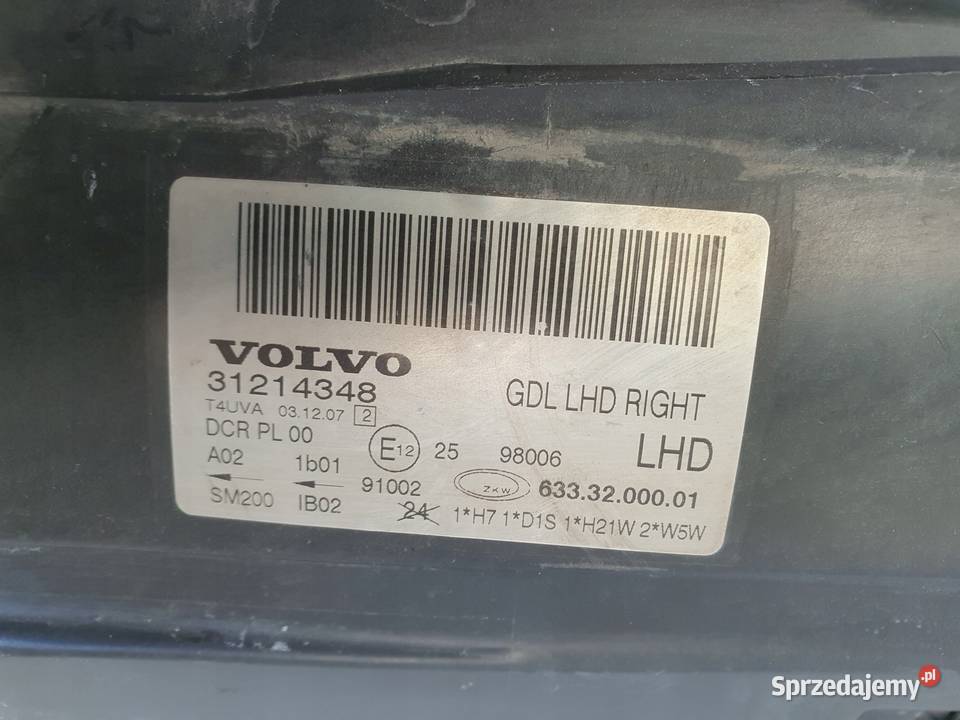 VOLVO
31214348
GDL LHD RIGHT
T4UVA 03.12.07 2
DCR PL 00
E12 25 98006 LHD
A02 1b01 91002 ZKW 633.32.000.01
SM200 IB02 24 1*H7 1*D1S 1*H21W 2*W5W
Sprzedajemy.pl